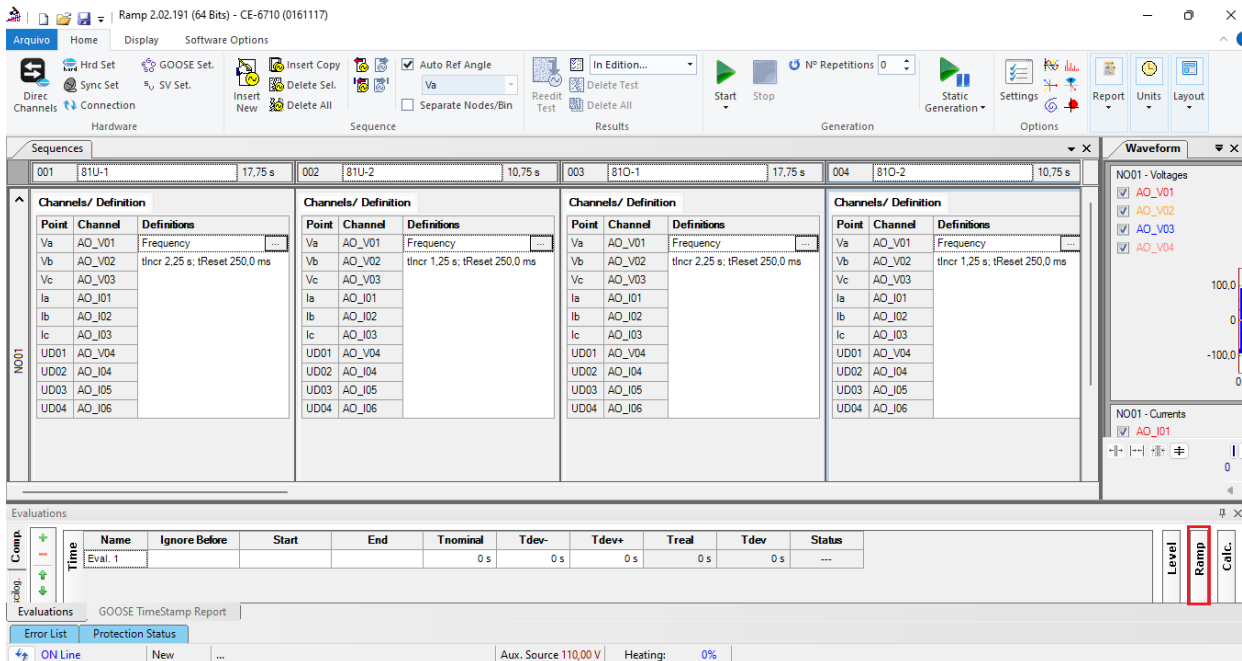 Ramp 2.02.191 (64 Bits) - CE-6710 (0161117)
Arquivo Home Display Software Options
Hrd Set GOOSE Set. Insert Copy Auto Ref Angle In Edition... Nº Repetitions 0
Sync Set SV Set. Delete Sel. Va Delete Test
Direc Channels Connection Insert New Delete All Separate Nodes/Bin Reedit Test Delete All Start Stop Static Generation Settings Report Units Layout
Hardware Sequence Results Generation Options
Sequences Waveform
001 81U-1 17,75 s 002 81U-2 10,75 s 003 81O-1 17,75 s 004 81O-2 10,75 s
NO01 - Voltages
AO_V01
AO_V02
AO_V03
AO_V04
100,0
0
-100,0
0
NO01 - Currents
AO_I01
0
NO01
Channels/ Definition Channels/ Definition Channels/ Definition Channels/ Definition
Point Channel Definitions Point Channel Definitions Point Channel Definitions Point Channel Definitions
Va AO_V01 Frequency ... Va AO_V01 Frequency ... Va AO_V01 Frequency ... Va AO_V01 Frequency ...
Vb AO_V02 tIncr 2,25 s; tReset 250,0 ms Vb AO_V02 tIncr 1,25 s; tReset 250,0 ms Vb AO_V02 tIncr 2,25 s; tReset 250,0 ms Vb AO_V02 tIncr 1,25 s; tReset 250,0 ms
Vc AO_V03 Vc AO_V03 Vc AO_V03 Vc AO_V03
Ia AO_I01 Ia AO_I01 Ia AO_I01 Ia AO_I01
Ib AO_I02 Ib AO_I02 Ib AO_I02 Ib AO_I02
Ic AO_I03 Ic AO_I03 Ic AO_I03 Ic AO_I03
UD01 AO_V04 UD01 AO_V04 UD01 AO_V04 UD01 AO_V04
UD02 AO_I04 UD02 AO_I04 UD02 AO_I04 UD02 AO_I04
UD03 AO_I05 UD03 AO_I05 UD03 AO_I05 UD03 AO_I05
UD04 AO_I06 UD04 AO_I06 UD04 AO_I06 UD04 AO_I06
Evaluations
Comp.
Time
Name Ignore Before Start End Tnominal Tdev- Tdev+ Treal Tdev Status
Eval. 1 0 s 0 s 0 s 0 s 0 s ---
Level Ramp Calc.
Evaluations GOOSE TimeStamp Report
Error List Protection Status
ON Line New ... Aux. Source 110,00 V Heating: 0%